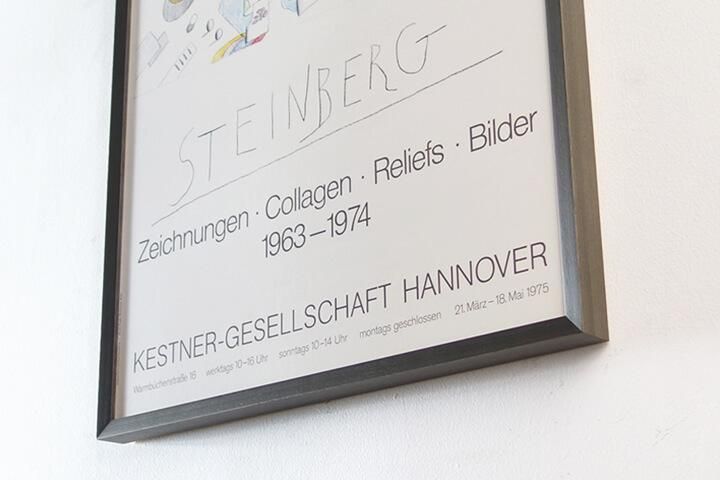 STEINBERG
Zeichnungen · Collagen · Reliefs · Bilder
1963–1974
KESTNER-GESELLSCHAFT HANNOVER
Warmbüchenstraße 16 werktags 10–16 Uhr sonntags 10–14 Uhr montags geschlossen 21. März–18. Mai 1975